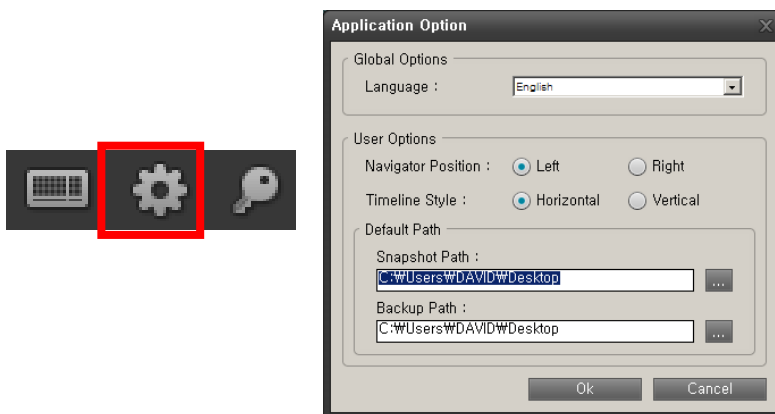 Application Option
Global Options
Language : English
User Options
Navigator Position : Left Right
Timeline Style : Horizontal Vertical
Default Path
Snapshot Path :
C:₩Users₩DAVID₩Desktop ...
Backup Path :
C:₩Users₩DAVID₩Desktop ...
Ok Cancel